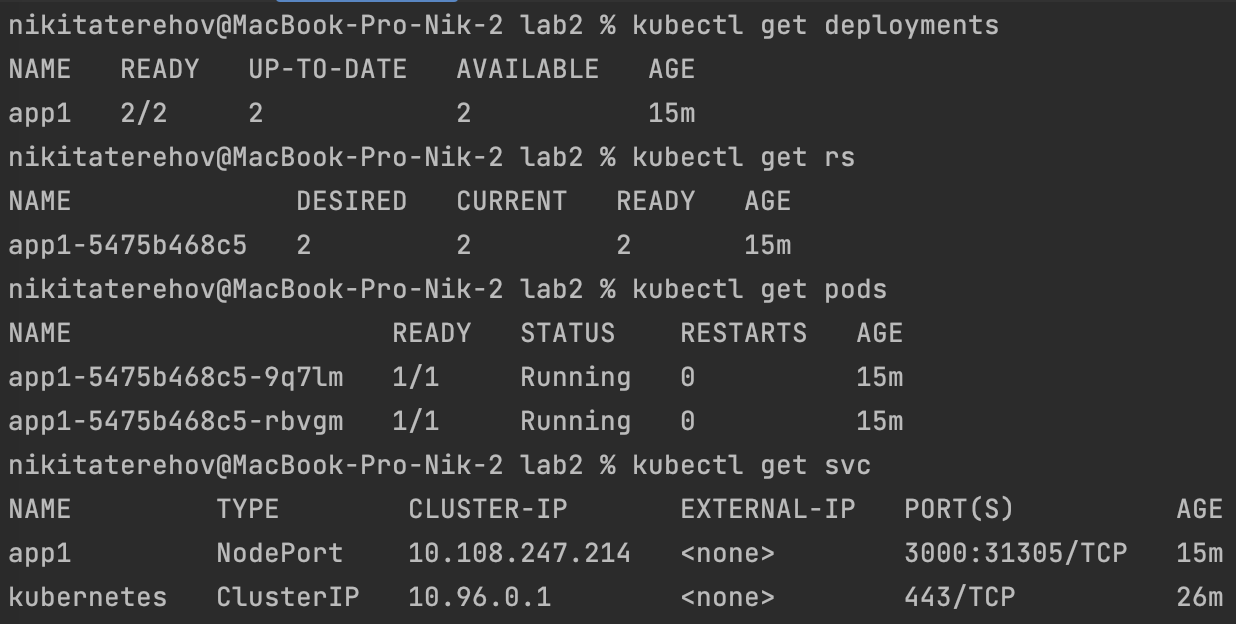 nikitaterehov@MacBook-Pro-Nik-2 lab2 % kubectl get deployments
NAME   READY   UP-TO-DATE   AVAILABLE   AGE
app1   2/2     2            2           15m
nikitaterehov@MacBook-Pro-Nik-2 lab2 % kubectl get rs
NAME              DESIRED   CURRENT   READY   AGE
app1-5475b468c5   2         2         2       15m
nikitaterehov@MacBook-Pro-Nik-2 lab2 % kubectl get pods
NAME                    READY   STATUS    RESTARTS   AGE
app1-5475b468c5-9q7lm   1/1     Running   0          15m
app1-5475b468c5-rbvgm   1/1     Running   0          15m
nikitaterehov@MacBook-Pro-Nik-2 lab2 % kubectl get svc
NAME         TYPE        CLUSTER-IP       EXTERNAL-IP   PORT(S)          AGE
app1         NodePort    10.108.247.214   <none>        3000:31305/TCP   15m
kubernetes   ClusterIP   10.96.0.1        <none>        443/TCP          26m